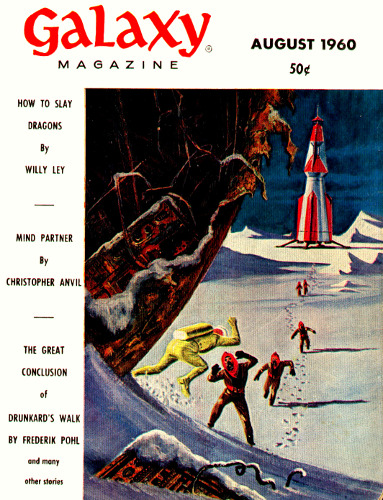 Galaxy®
MAGAZINE
AUGUST 1960
50¢
HOW TO SLAY
DRAGONS
By
WILLY LEY
MIND PARTNER
By
CHRISTOPHER ANVIL
THE GREAT
CONCLUSION
of
DRUNKARD'S WALK
BY FREDERIK POHL
and many
other stories